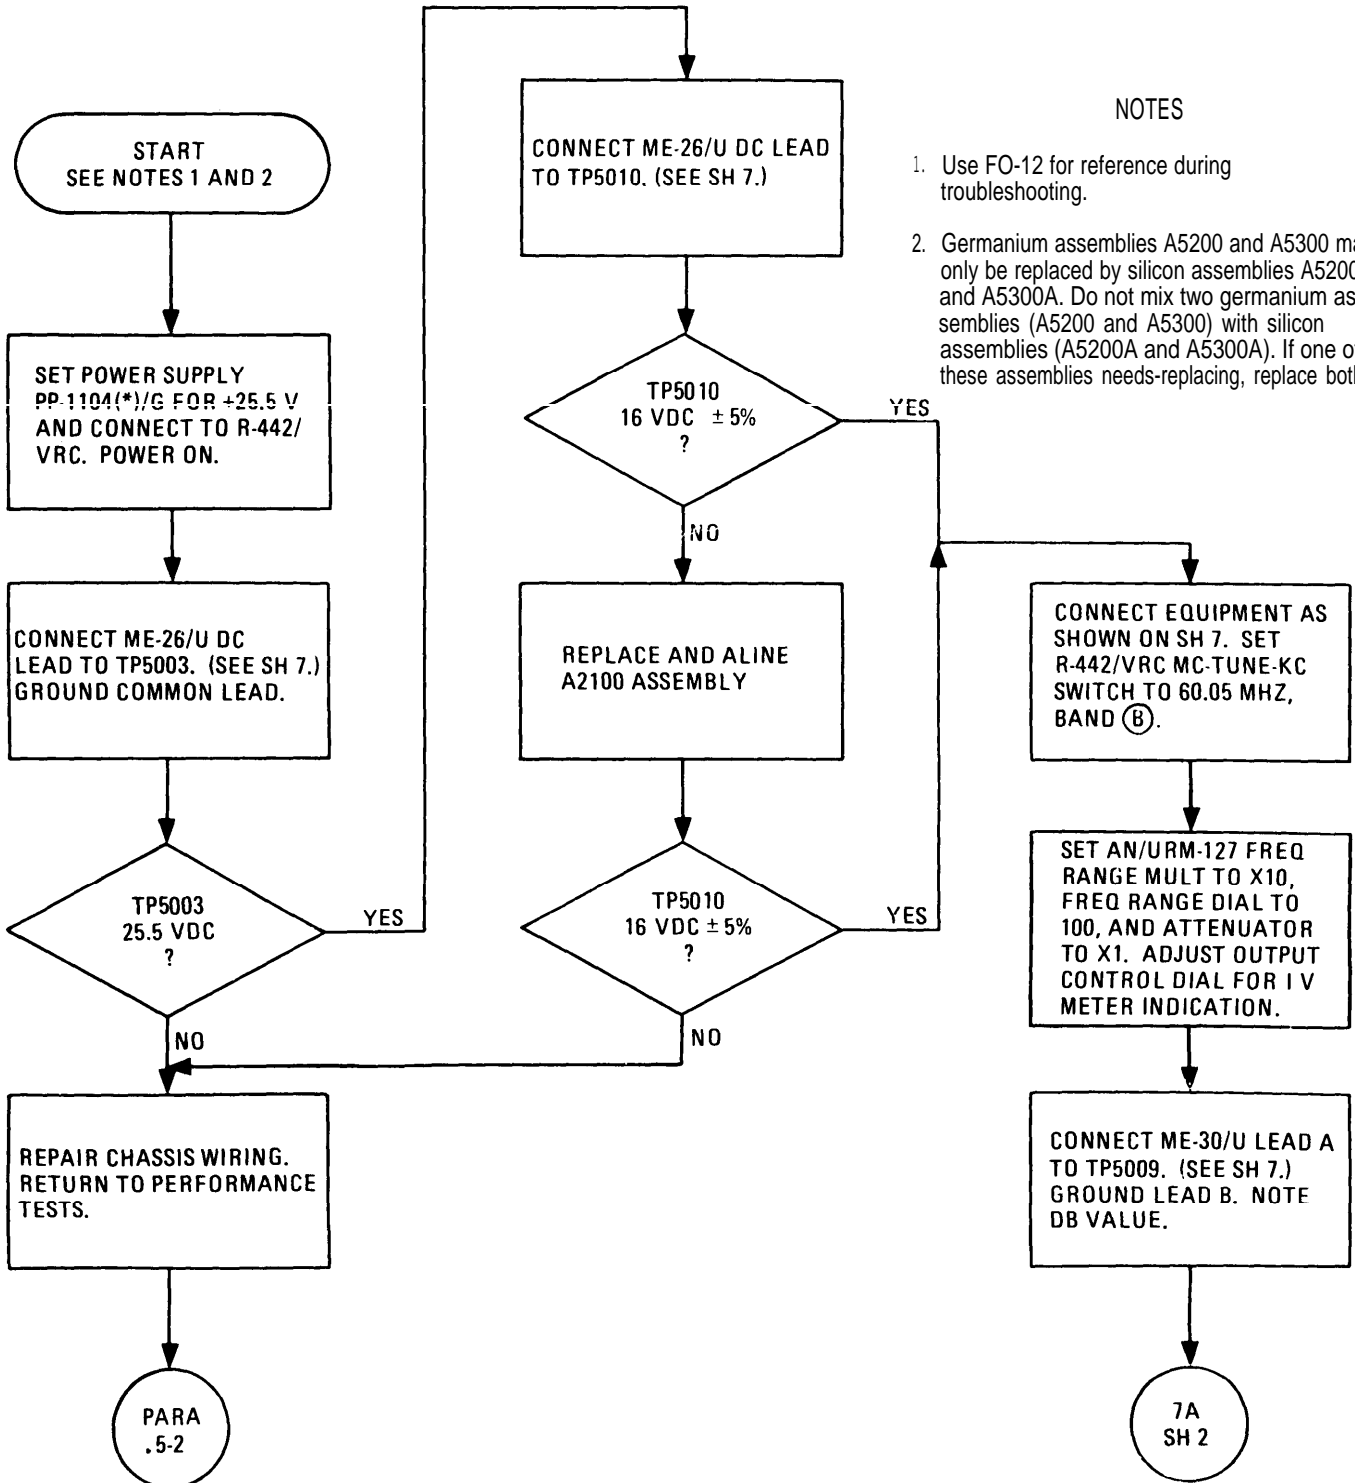 START
SEE NOTES 1 AND 2
SET POWER SUPPLY
PP-1104(*)/G FOR +25.5 V
AND CONNECT TO R-442/
VRC. POWER ON.
CONNECT ME-26/U DC
LEAD TO TP5003. (SEE SH 7.)
GROUND COMMON LEAD.
TP5003
25.5 VDC
?
YES
NO
REPAIR CHASSIS WIRING.
RETURN TO PERFORMANCE
TESTS.
PARA
.5-2
CONNECT ME-26/U DC LEAD
TO TP5010. (SEE SH 7.)
TP5010
16 VDC ± 5%
?
YES
NO
REPLACE AND ALINE
A2100 ASSEMBLY
TP5010
16 VDC ± 5%
?
YES
NO
NOTES
1. Use FO-12 for reference during
troubleshooting.
2. Germanium assemblies A5200 and A5300 ma
only be replaced by silicon assemblies A5200
and A5300A. Do not mix two germanium as
semblies (A5200 and A5300) with silicon
assemblies (A5200A and A5300A). If one o
these assemblies needs-replacing, replace both
CONNECT EQUIPMENT AS
SHOWN ON SH 7. SET
R-442/VRC MC-TUNE-KC
SWITCH TO 60.05 MHZ,
BAND Ⓑ.
SET AN/URM-127 FREQ
RANGE MULT TO X10,
FREQ RANGE DIAL TO
100, AND ATTENUATOR
TO X1. ADJUST OUTPUT
CONTROL DIAL FOR I V
METER INDICATION.
CONNECT ME-30/U LEAD A
TO TP5009. (SEE SH 7.)
GROUND LEAD B. NOTE
DB VALUE.
7A
SH 2